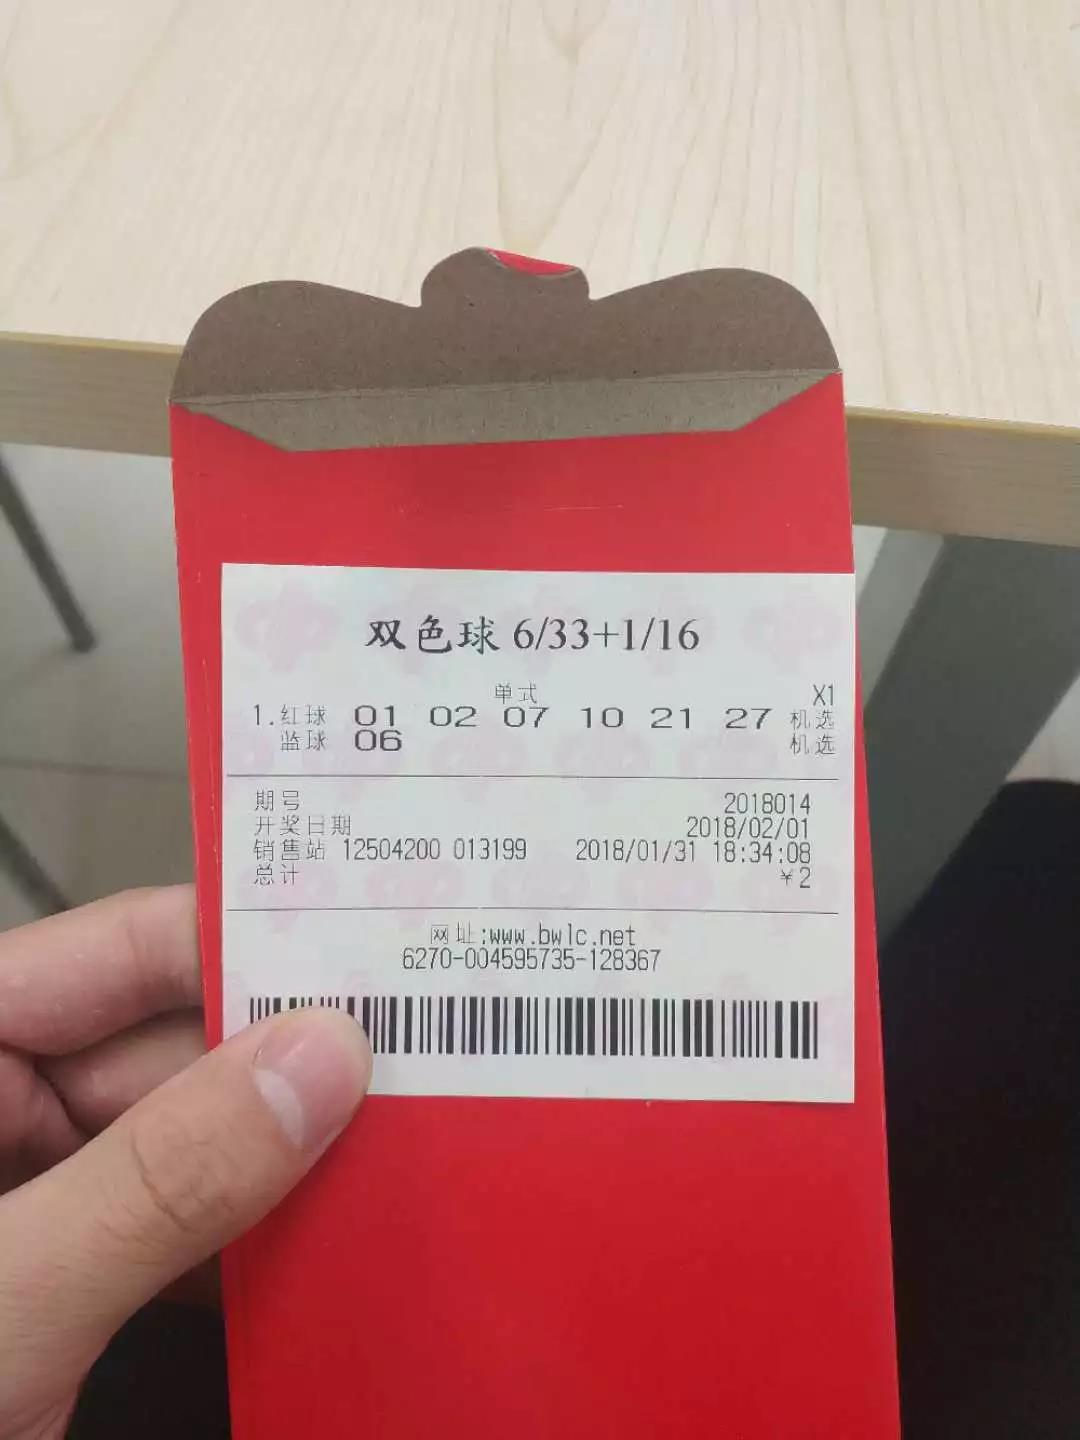 双色球 6/33+1/16
单式 X1
1.红球 01 02 07 10 21 27 机选
蓝球 06 机选
期号 2018014
开奖日期 2018/02/01
销售站 12504200 013199 2018/01/31 18:34:08
总计 ¥2
网址:www.bwlc.net
6270-004595735-128367